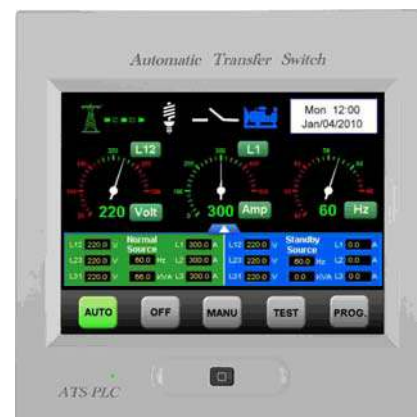 Automatic Transfer Switch
Mon 12:00
Jan/04/2010
L12 L1
220 Volt 300 Amp 60 Hz
Normal Source
L12 220.0 V L1 300.0 A
L23 220.0 V 60.0 Hz L2 300.0 A
L31 220.0 V 66.0 kVA L3 300.0 A
Standby Source
L12 220.0 V L1 0.0 A
L23 220.0 V 60.0 Hz L2 0.0 A
L31 220.0 V 0.0 KVA L3 0.0 A
AUTO OFF MANU TEST PROG.
ATS-PLC